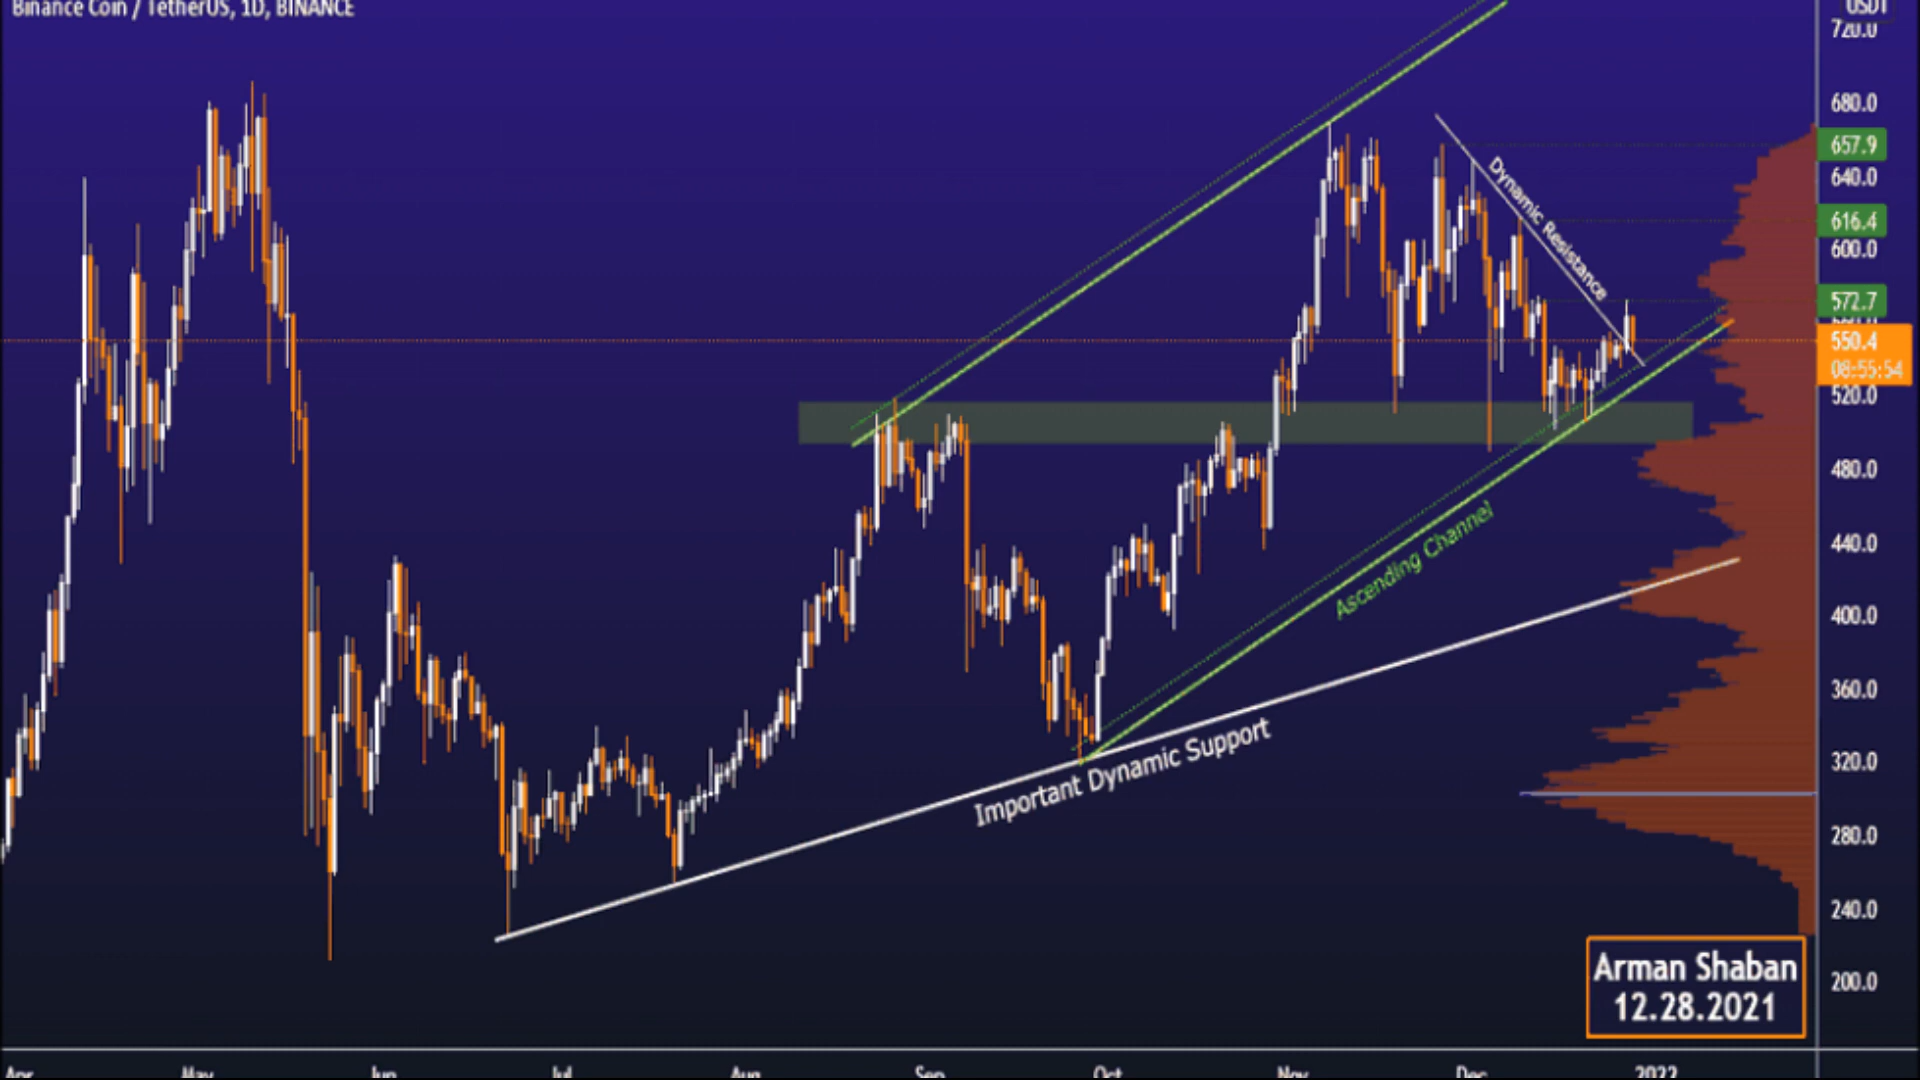 Binance Coin / TetherUS, 1D, BINANCE
USDT
720.0
680.0
657.9
640.0
616.4
600.0
572.7
550.4
08:55:54
520.0
480.0
440.0
400.0
360.0
320.0
280.0
240.0
200.0
Dynamic Resistance
Ascending Channel
Important Dynamic Support
Arman Shaban
12.28.2021
Apr May Jun Jul Aug Sep Oct Nov Dec 2022